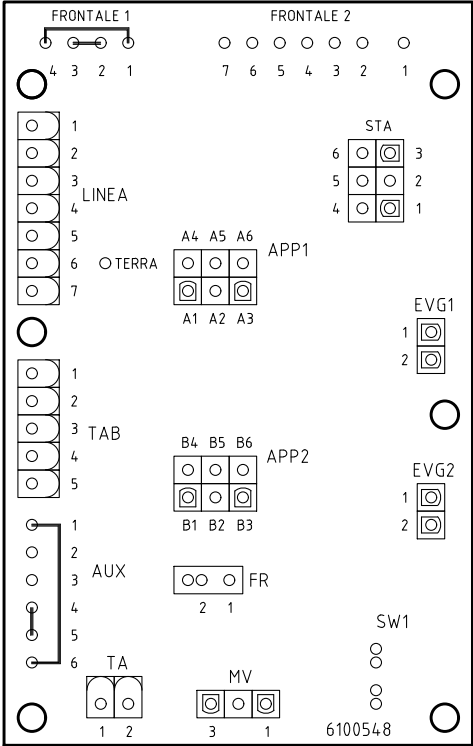 FRONTALE 1 FRONTALE 2
4 3 2 1 7 6 5 4 3 2 1
STA
6 3
5 2
4 1
1
2
3
4
5
6
7
LINEA
TERRA
A4 A5 A6
APP1
A1 A2 A3
EVG1
1
2
1
2
3
4
5
TAB
B4 B5 B6
APP2
B1 B2 B3
EVG2
1
2
1
2
3
4
5
6
AUX
FR
2 1
SW1
TA
1 2
MV
3 1
6100548